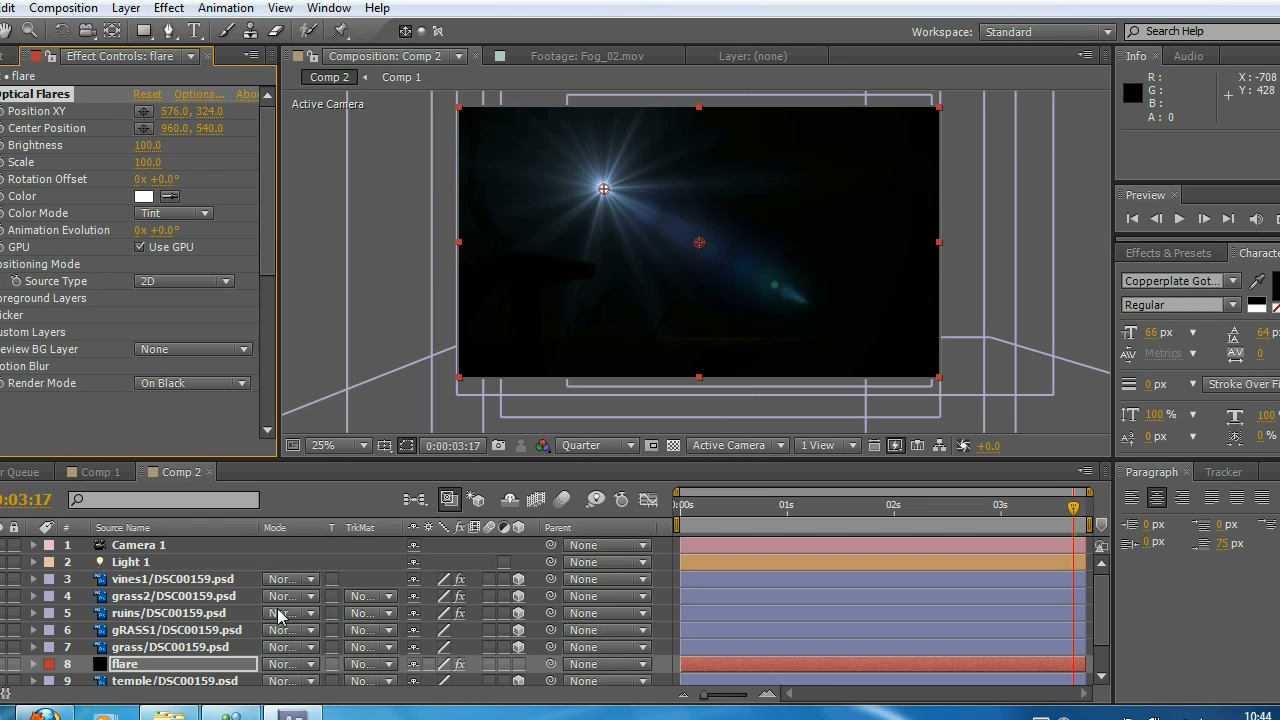 Edit Composition Layer Effect Animation View Window Help
Workspace: Standard Search Help
Effect Controls: flare
Composition: Comp 2 Footage: Fog_02.mov Layer: (none)
Info Audio
• flare
Comp 2 Comp 1
R: X: -708
G: Y: 428
B:
A: 0
Optical Flares Reset Options... Abo
Active Camera
Position XY 576.0, 324.0
Center Position 960.0, 540.0
Brightness 100.0
Scale 100.0
Rotation Offset 0x +0.0°
Color
Color Mode Tint
Animation Evolution 0x +0.0°
GPU Use GPU
ositioning Mode
Source Type 2D
oreground Layers
icker
ustom Layers
review BG Layer None
otion Blur
Render Mode On Black
Preview
Effects & Presets Characte
Copperplate Got...
Regular
66 px 64 px
Metrics 0
0 px Stroke Over Fi
100 % 100 %
0 px 0 %
25% 0:00:03:17 Quarter Active Camera 1 View +0.0
r Queue Comp 1 Comp 2
0:03:17
:00s 01s 02s 03s
# Source Name Mode T TrkMat Parent
1 Camera 1 None
2 Light 1 None
3 vines1/DSC00159.psd Nor... None
4 grass2/DSC00159.psd Nor... No... None
5 ruins/DSC00159.psd No... None
6 gRASS1/DSC00159.psd Nor... No... None
7 grass/DSC00159.psd Nor... No... None
8 flare Nor... No... None
9 temple/DSC00159.psd Nor... No... None
Paragraph Tracker
0 px 0 px
0 px 75 px
10:44